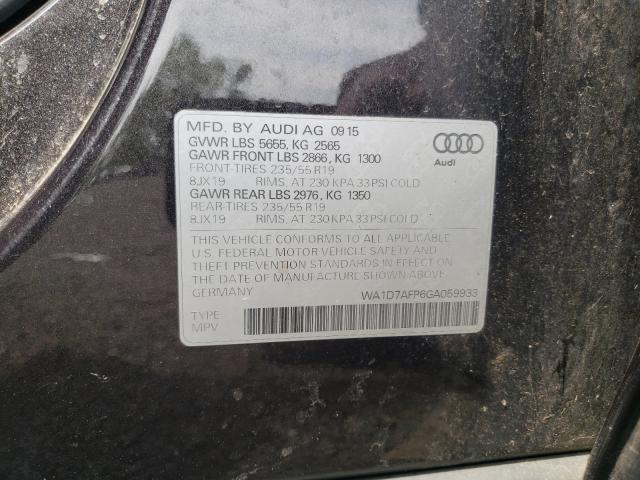 MFD. BY AUDI AG 09 15
GVWR LBS 5655, KG 2565
GAWR FRONT LBS 2866, KG 1300
FRONT-TIRES 235/55 R19
8JX19 RIMS, AT 230 KPA 33 PSI COLD
GAWR REAR LBS 2976, KG 1350
REAR-TIRES 235/55 R19
8JX19 RIMS, AT 230 KPA 33 PSI COLD
Audi
THIS VEHICLE CONFORMS TO ALL APPLICABLE
U.S. FEDERAL MOTOR VEHICLE SAFETY AND
THEFT PREVENTION STANDARDS IN EFFECT ON
THE DATE OF MANUFACTURE SHOWN ABOVE.
GERMANY WA1D7AFP6GA059933
TYPE:
MPV